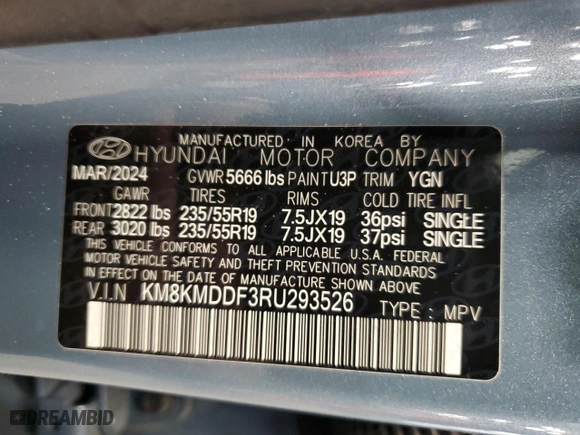 MANUFACTURED IN KOREA BY
HYUNDAI MOTOR COMPANY
MAR/2024 GVWR 5666 lbs PAINT U3P TRIM YGN
GAWR TIRES RIMS COLD TIRE INFL
FRONT 2822 lbs 235/55R19 7.5JX19 36psi SINGLE
REAR 3020 lbs 235/55R19 7.5JX19 37psi SINGLE
THIS VEHICLE CONFORMS TO ALL APPLICABLE U.S.A. FEDERAL
MOTOR VEHICLE SAFETY AND THEFT PREVENTION STANDARDS
IN EFFECT ON THE DATE OF MANUFACTURE SHOWN ABOVE
V.I.N KM8KMDDF3RU293526 TYPE : MPV
DREAMBID